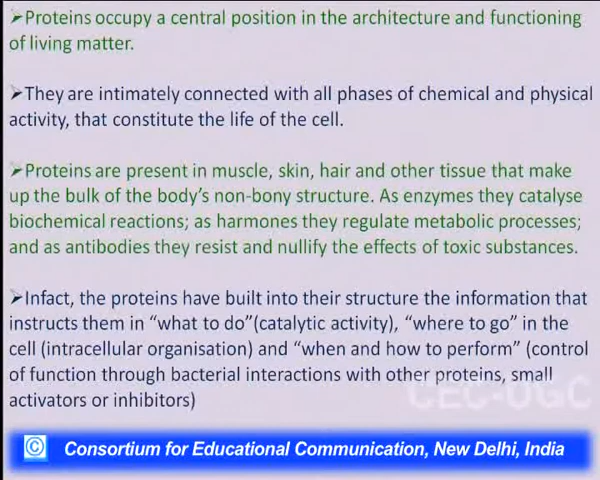 ➢Proteins occupy a central position in the architecture and functioning
of living matter.
➢They are intimately connected with all phases of chemical and physical
activity, that constitute the life of the cell.
➢Proteins are present in muscle, skin, hair and other tissue that make
up the bulk of the body's non-bony structure. As enzymes they catalyse
biochemical reactions; as harmones they regulate metabolic processes;
and as antibodies they resist and nullify the effects of toxic substances.
➢Infact, the proteins have built into their structure the information that
instructs them in "what to do"(catalytic activity), "where to go" in the
cell (intracellular organisation) and "when and how to perform" (control
of function through bacterial interactions with other proteins, small
activators or inhibitors)
CEC-UGC
© Consortium for Educational Communication, New Delhi, India